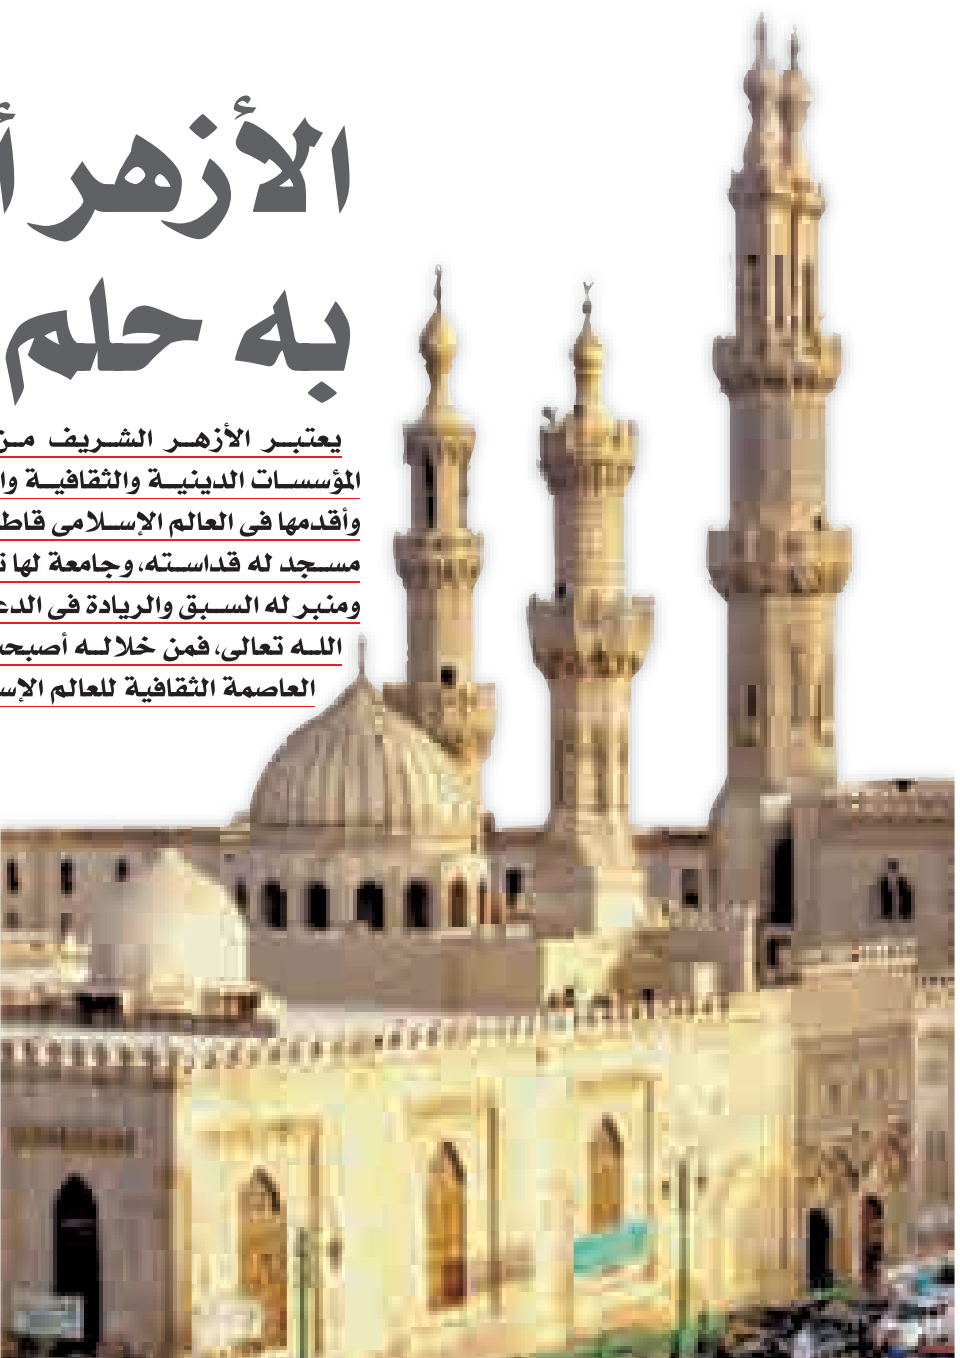 الأزهر
به حلم
يعتبر الأزهر الشريف من
المؤسسات الدينية والثقافية
وأقدمها فى العالم الإسلامى
مسجد له قداسته، وجامعة لها
ومنبر له السبق والريادة فى
الله تعالى، فمن خلاله
العاصمة الثقافية للعالم